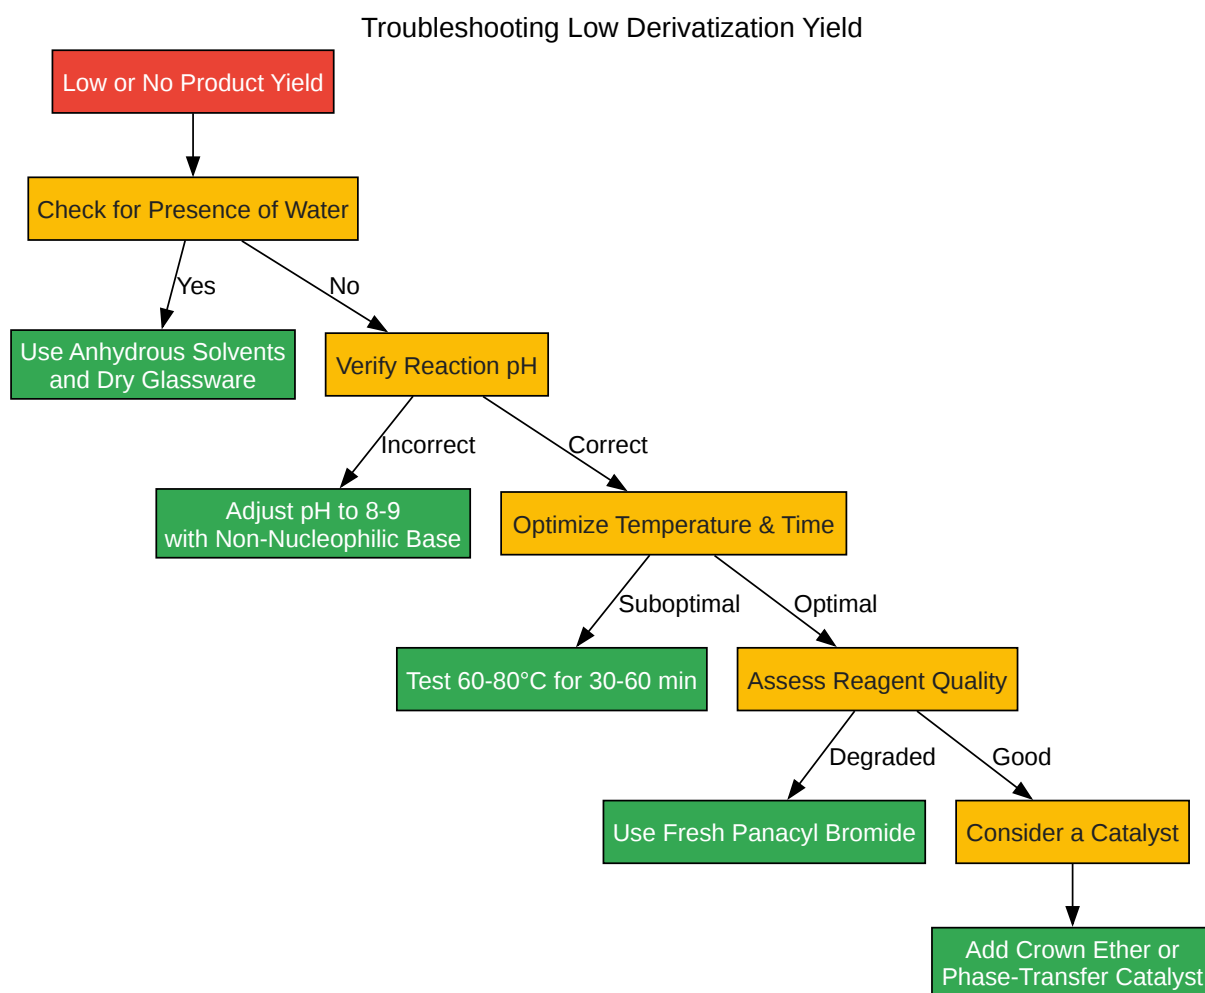 Troubleshooting Low Derivatization Yield
Low or No Product Yield
Check for Presence of Water
Yes
No
Use Anhydrous Solvents
and Dry Glassware
Verify Reaction pH
Incorrect
Correct
Adjust pH to 8-9
with Non-Nucleophilic Base
Optimize Temperature & Time
Suboptimal
Optimal
Test 60-80°C for 30-60 min
Assess Reagent Quality
Degraded
Good
Use Fresh Panacyl Bromide
Consider a Catalyst
Add Crown Ether or
Phase-Transfer Catalyst